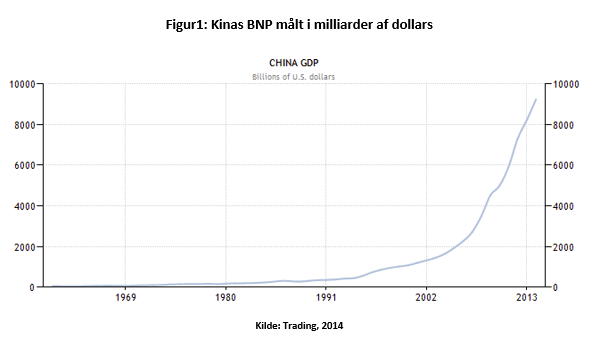 Figur1: Kinas BNP målt i milliarder af dollars
CHINA GDP
Billions of U.S. dollars
10000 10000
8000 8000
6000 6000
4000 4000
2000 2000
0 0
1969 1980 1991 2002 2013
Kilde: Trading, 2014